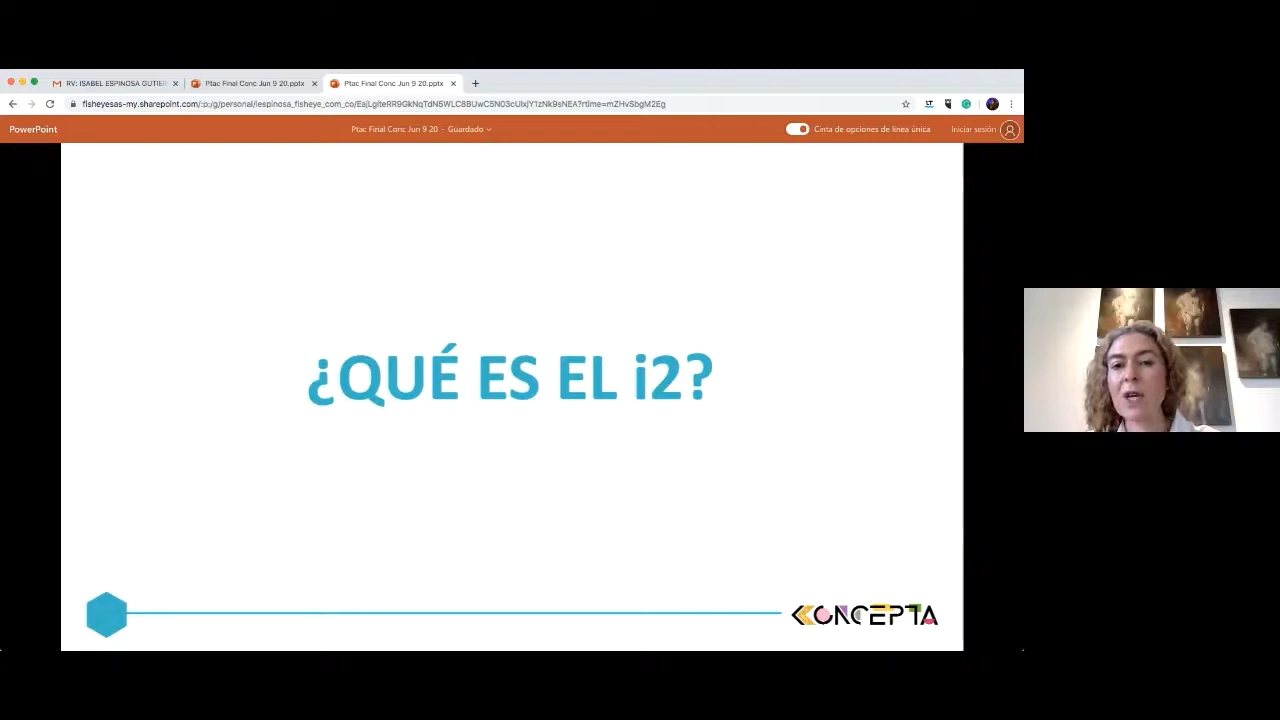 RV: ISABEL ESPINOSA GUTIER
Ptac Final Conc Jun 9 20.pptx
Ptac Final Conc Jun 9 20.pptx
PowerPoint
Ptac Final Conc Jun 9 20 - Guardado
Cinta de opciones de línea única
Iniciar sesión
¿QUÉ ES EL i2?
CONCEPTA